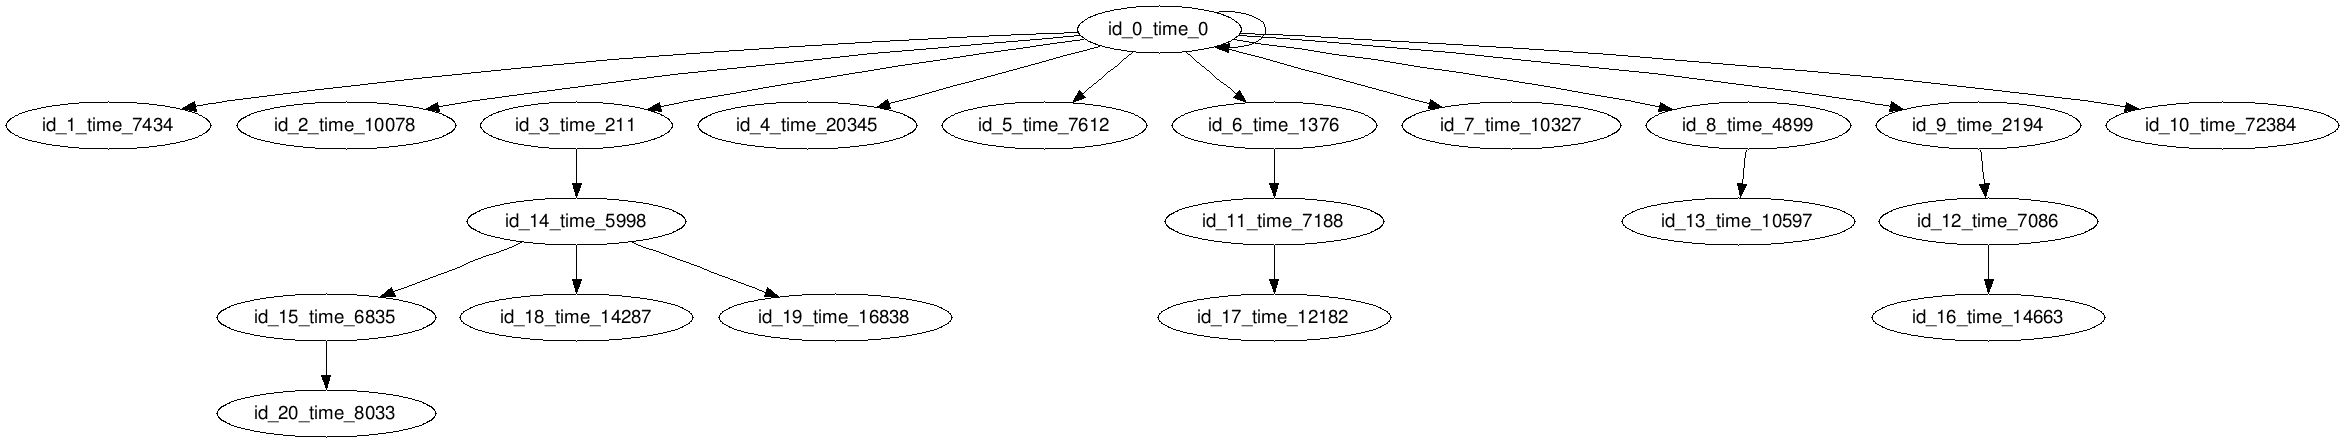 id_0_time_0
id_1_time_7434
id_2_time_10078
id_3_time_211
id_4_time_20345
id_5_time_7612
id_6_time_1376
id_7_time_10327
id_8_time_4899
id_9_time_2194
id_10_time_72384
id_14_time_5998
id_11_time_7188
id_13_time_10597
id_12_time_7086
id_15_time_6835
id_18_time_14287
id_19_time_16838
id_17_time_12182
id_16_time_14663
id_20_time_8033